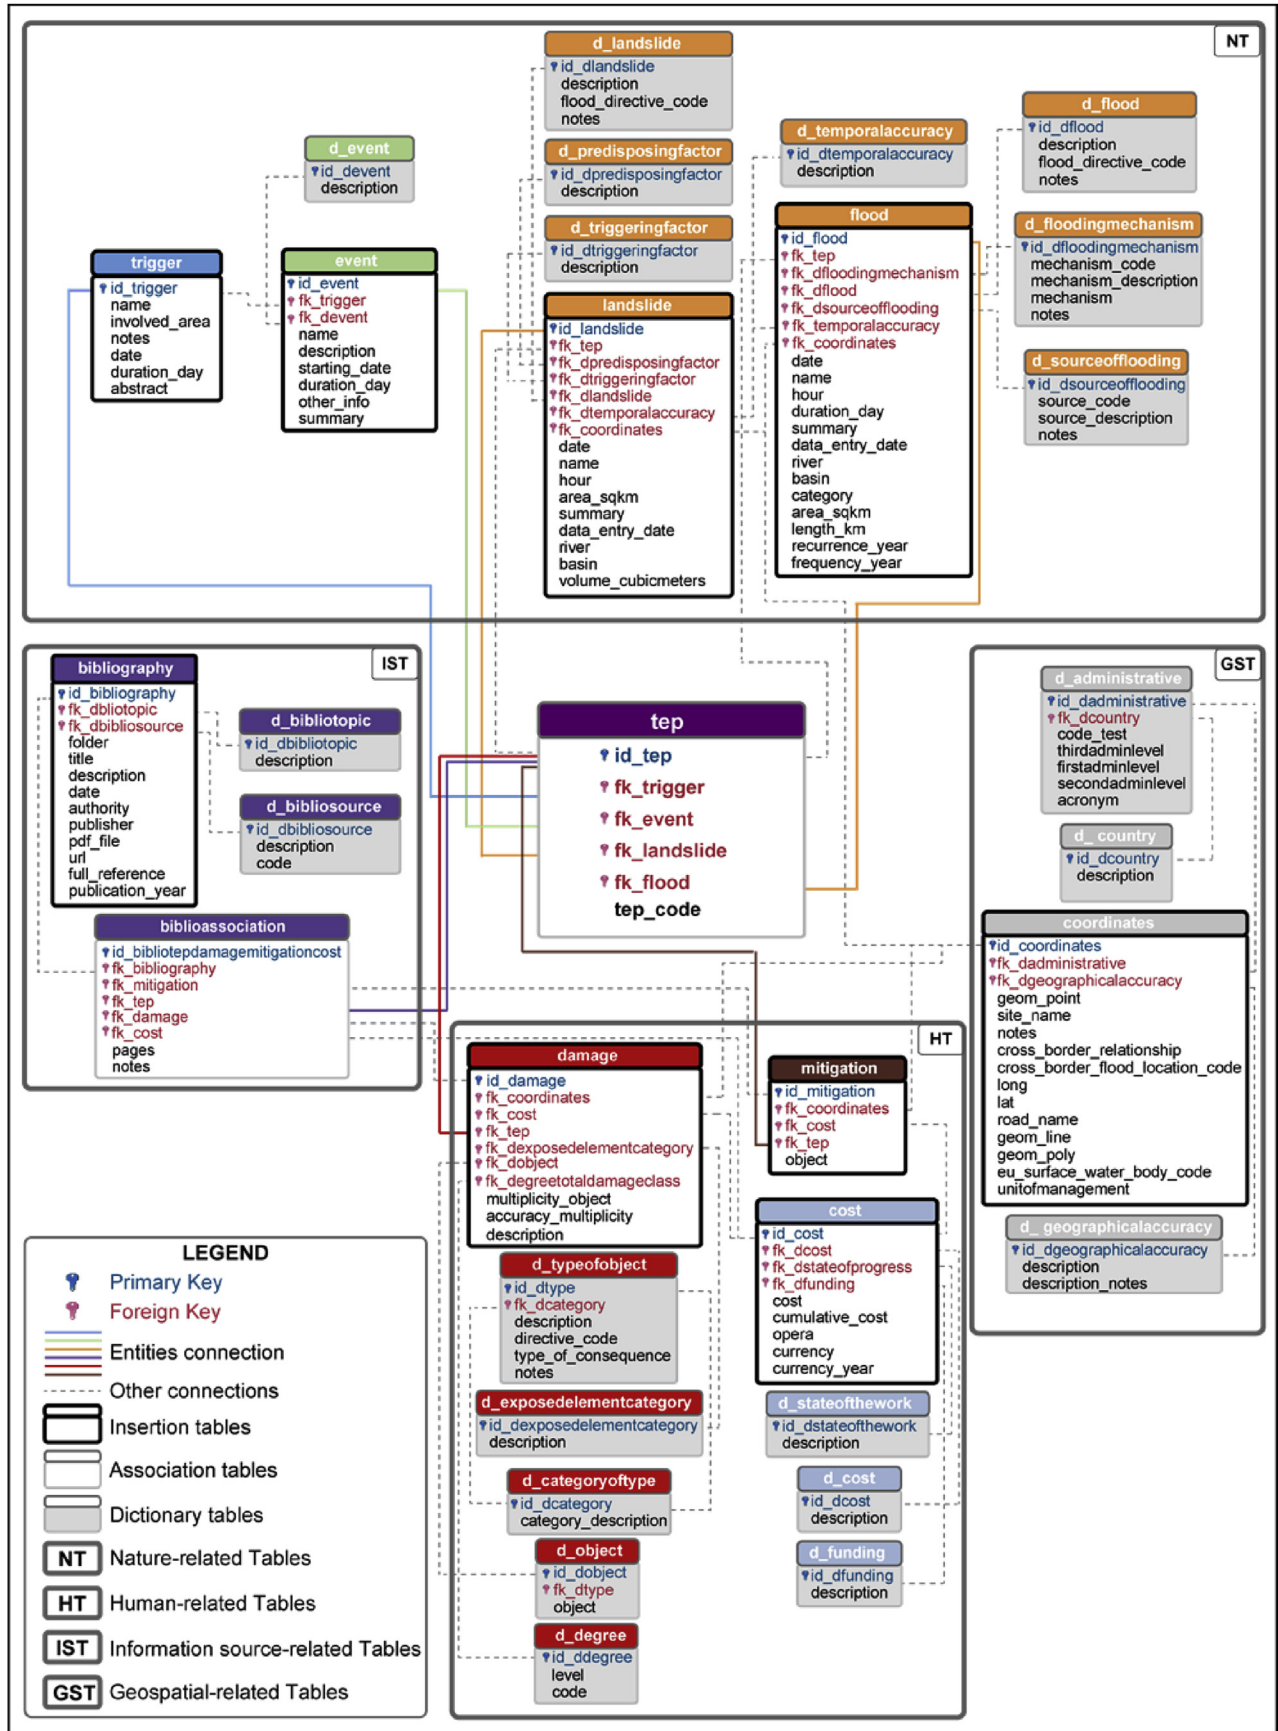 NT
d_landslide
id_dlandslide
description
flood_directive_code
notes
d_predisposingfactor
id_dpredisposingfactor
description
d_triggeringfactor
id_dtriggeringfactor
description
d_temporalaccuracy
id_dtemporalaccuracy
description
d_flood
id_dflood
description
flood_directive_code
notes
d_floodingmechanism
id_dfloodingmechanism
mechanism_code
mechanism_description
mechanism
notes
d_sourceofflooding
id_dsourceofflooding
source_code
source_description
notes
d_event
id_devent
description
trigger
id_trigger
name
involved_area
notes
date
duration_day
abstract
event
id_event
fk_trigger
fk_devent
name
description
starting_date
duration_day
other_info
summary
landslide
id_landslide
fk_tep
fk_dpredisposingfactor
fk_dtriggeringfactor
fk_dlandslide
fk_dtemporalaccuracy
fk_coordinates
date
name
hour
area_sqkm
summary
data_entry_date
river
basin
volume_cubicmeters
flood
id_flood
fk_tep
fk_dfloodingmechanism
fk_dflood
fk_dsourceofflooding
fk_temporalaccuracy
fk_coordinates
date
name
hour
duration_day
summary
data_entry_date
river
basin
category
area_sqkm
length_km
recurrence_year
frequency_year
IST
bibliography
id_bibliography
fk_dbliotopic
fk_dbibliosource
folder
title
description
date
authority
publisher
pdf_file
url
full_reference
publication_year
d_bibliotopic
id_dbibliotopic
description
d_bibliosource
id_dbibliosource
description
code
biblioassociation
id_bibliotepdamagemitigationcost
fk_bibliography
fk_mitigation
fk_tep
fk_damage
fk_cost
pages
notes
tep
id_tep
fk_trigger
fk_event
fk_landslide
fk_flood
tep_code
GST
d_administrative
id_dadministrative
fk_dcountry
code_test
thirdadminlevel
firstadminlevel
secondadminlevel
acronym
d_ country
id_dcountry
description
coordinates
id_coordinates
fk_dadministrative
fk_dgeographicalaccuracy
geom_point
site_name
notes
cross_border_relationship
cross_border_flood_location_code
long
lat
road_name
geom_line
geom_poly
eu_surface_water_body_code
unitofmanagement
d_ geographicalaccuracy
id_dgeographicalaccuracy
description
description_notes
HT
damage
id_damage
fk_coordinates
fk_cost
fk_tep
fk_dexposedelementcategory
fk_dobject
fk_degreetotaldamageclass
multiplicity_object
accuracy_multiplicity
description
d_typeofobject
id_dtype
fk_dcategory
description
directive_code
type_of_consequence
notes
d_exposedelementcategory
id_dexposedelementcategory
description
d_categoryoftype
id_dcategory
category_description
d_object
id_dobject
fk_dtype
object
d_degree
id_ddegree
level
code
mitigation
id_mitigation
fk_coordinates
fk_cost
fk_tep
object
cost
id_cost
fk_dcost
fk_dstateofprogress
fk_dfunding
cost
cumulative_cost
opera
currency
currency_year
d_stateofthework
id_dstateofthework
description
d_cost
id_dcost
description
d_funding
id_dfunding
description
LEGEND
Primary Key
Foreign Key
Entities connection
Other connections
Insertion tables
Association tables
Dictionary tables
NT Nature-related Tables
HT Human-related Tables
IST Information source-related Tables
GST Geospatial-related Tables